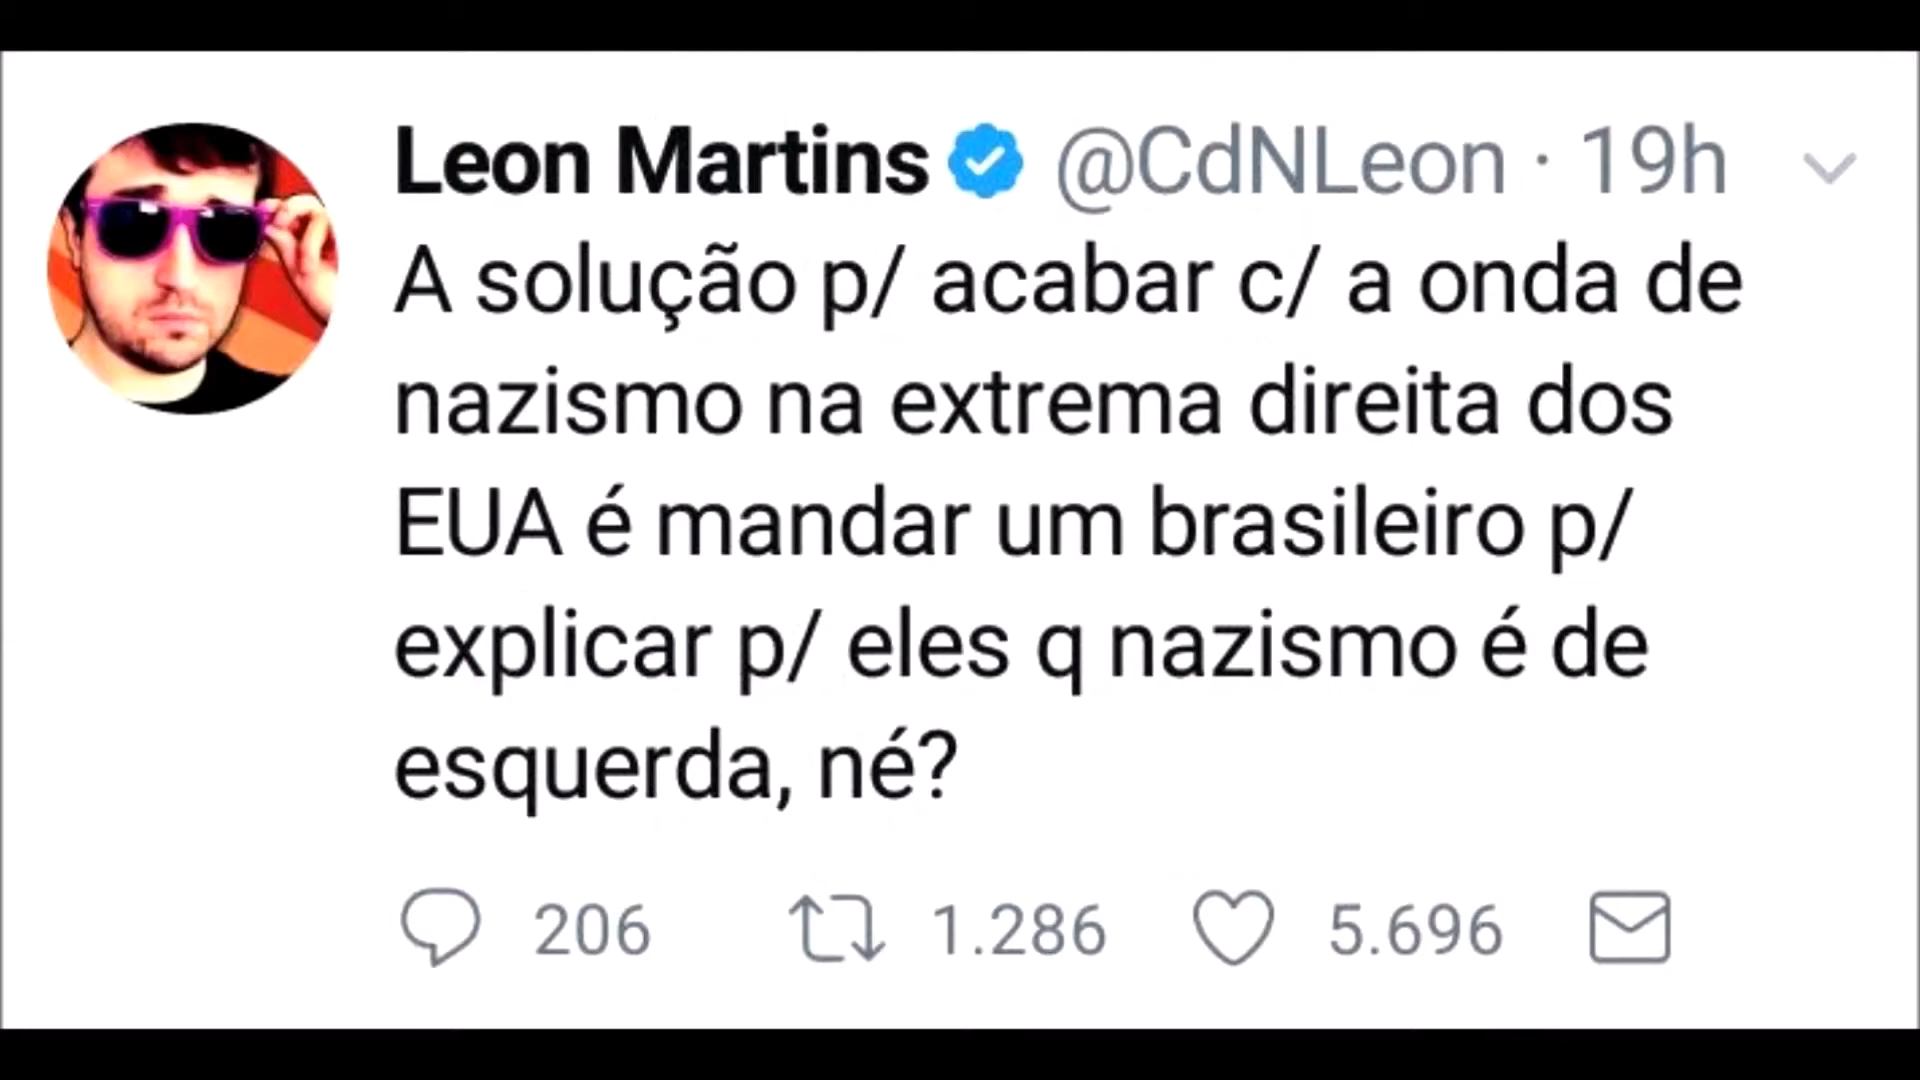 Leon Martins @CdNLeon · 19h
A solução p/ acabar c/ a onda de
nazismo na extrema direita dos
EUA é mandar um brasileiro p/
explicar p/ eles q nazismo é de
esquerda, né?
206 1.286 5.696